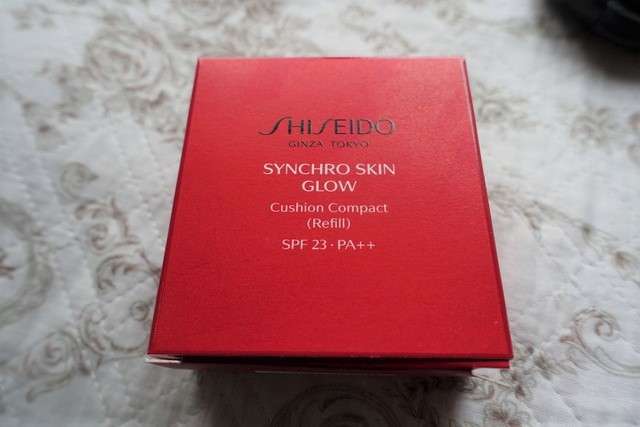 SHISEIDO
GINZA TOKYO
SYNCHRO SKIN
GLOW
Cushion Compact
(Refill)
SPF 23 · PA++